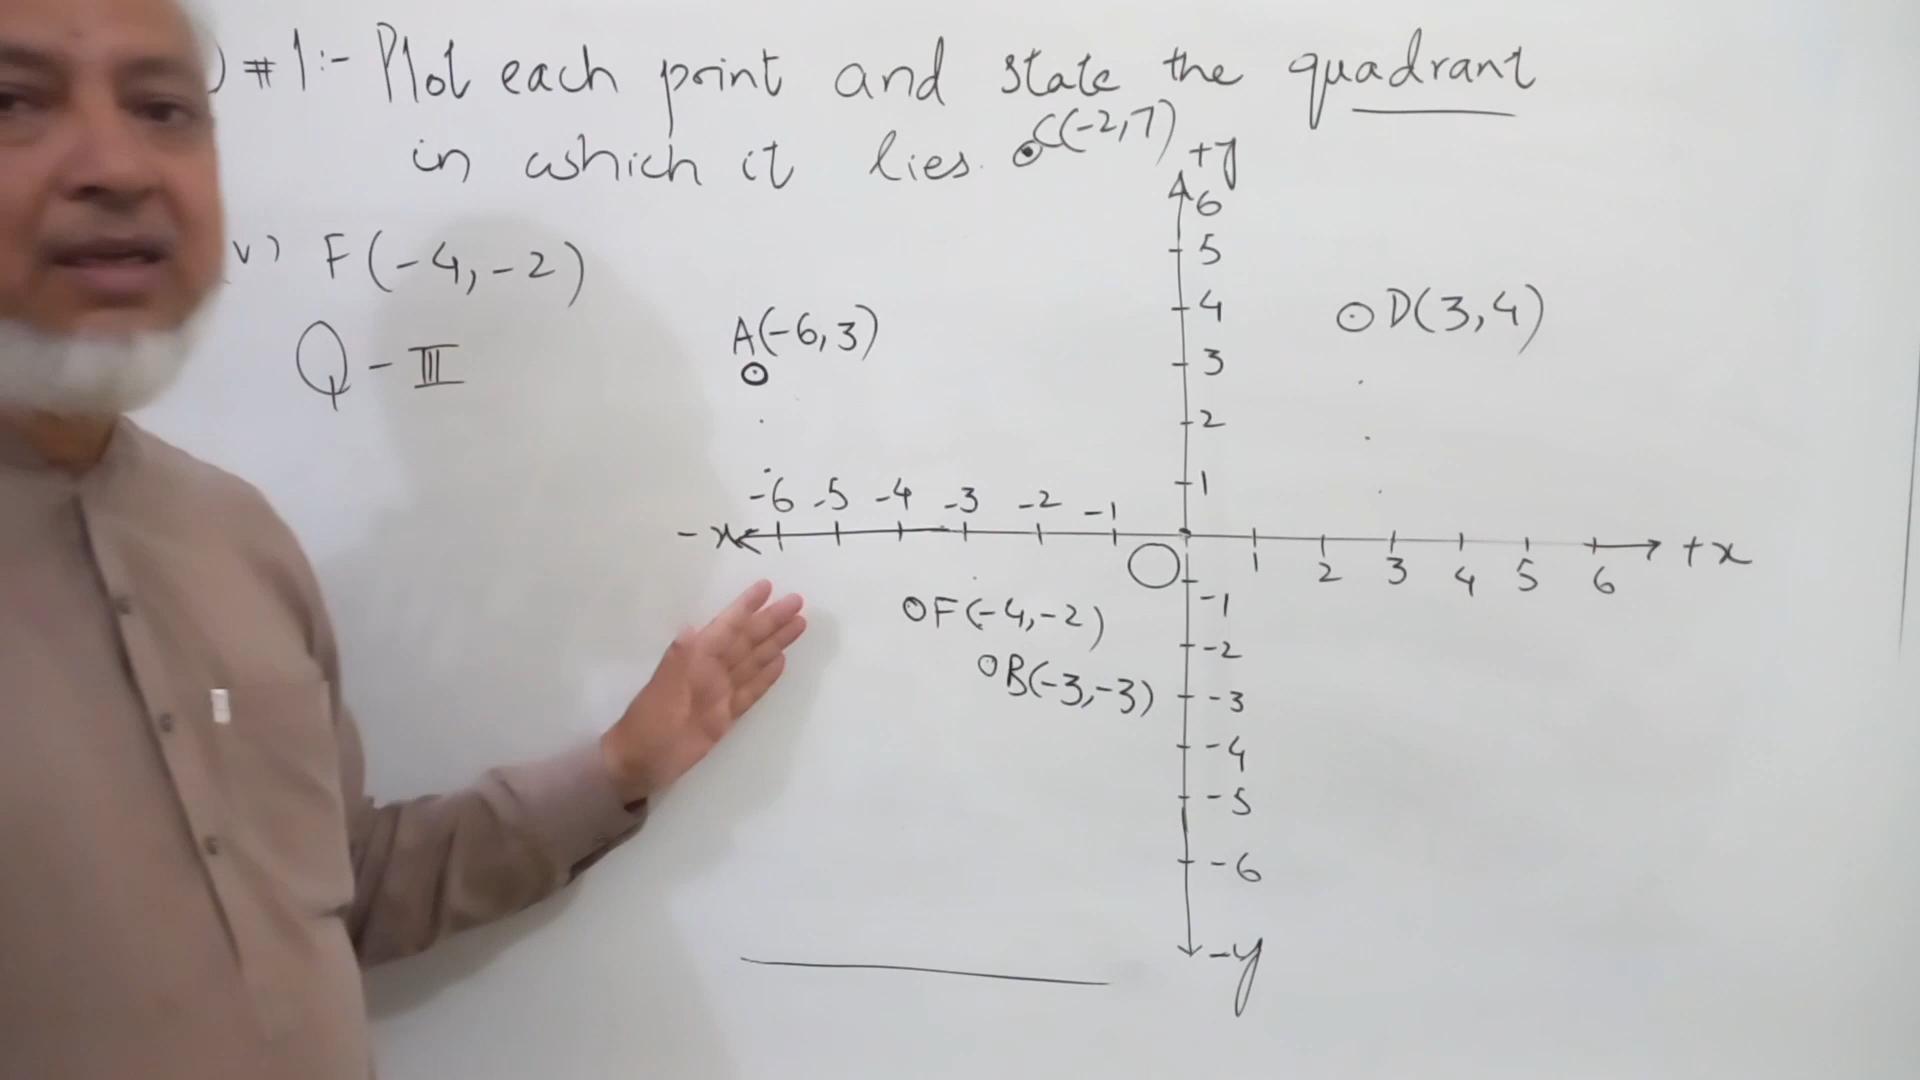 ) #1:- Plot each point and state the quadrant
in which it lies.
C(-2,7)
+y
v) F(-4,-2)
Q - III
A(-6,3)
D(3,4)
6
5
4
3
2
1
-6 -5 -4 -3 -2 -1
-x
O
1 2 3 4 5 6
+x
F(-4,-2)
B(-3,-3)
-1
-2
-3
-4
-5
-6
-y